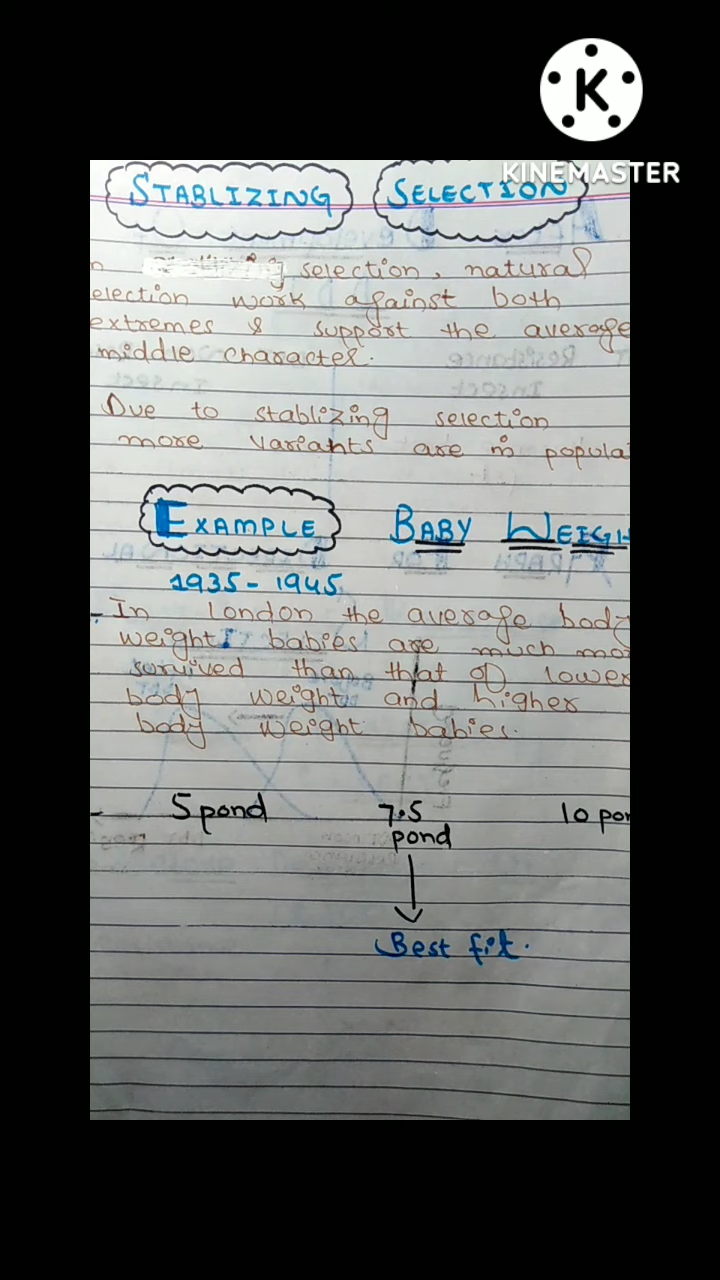 K
KINEMASTER
STABLIZING SELECTION
n selection, natural
election work against both
extremes & support the average
middle character.
Due to stablizing selection
more variants are in popula
EXAMPLE BABY WEIGH
1935 - 1945
- In london the average body
weight babies are much mo
survived than that of lower
body weight and higher
body weight babies.
- 5 pond 7.5 10 pon
pond
Best fit.